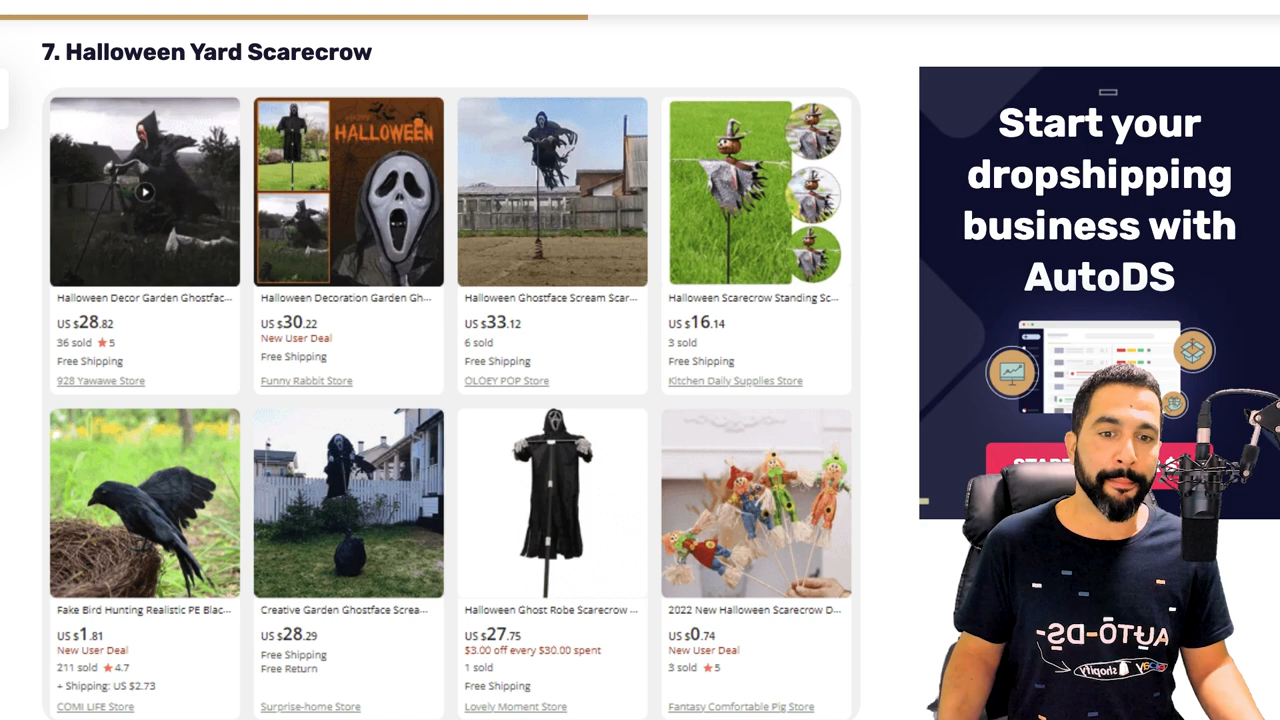 7. Halloween Yard Scarecrow
HALLOWEEN
Halloween Decor Garden Ghostfac...
US $28.82
36 sold ★5
Free Shipping
928 Yawawe Store
Halloween Decoration Garden Gh...
US $30.22
New User Deal
Free Shipping
Funny Rabbit Store
Halloween Ghostface Scream Scar...
US $33.12
6 sold
Free Shipping
OLOEY POP Store
Halloween Scarecrow Standing Sc...
US $16.14
3 sold
Free Shipping
Kitchen Daily Supplies Store
Fake Bird Hunting Realistic PE Blac...
US $1.81
New User Deal
211 sold ★4.7
+ Shipping: US $2.73
COMI LIFE Store
Creative Garden Ghostface Screa...
US $28.29
Free Shipping
Free Return
Surprise-home Store
Halloween Ghost Robe Scarecrow ...
US $27.75
$3.00 off every $30.00 spent
1 sold
Free Shipping
Lovely Moment Store
2022 New Halloween Scarecrow D...
US $0.74
New User Deal
3 sold ★5
Fantasy Comfortable Pig Store
Start your
dropshipping
business with
AutoDS
AUTO-DS-
shopify